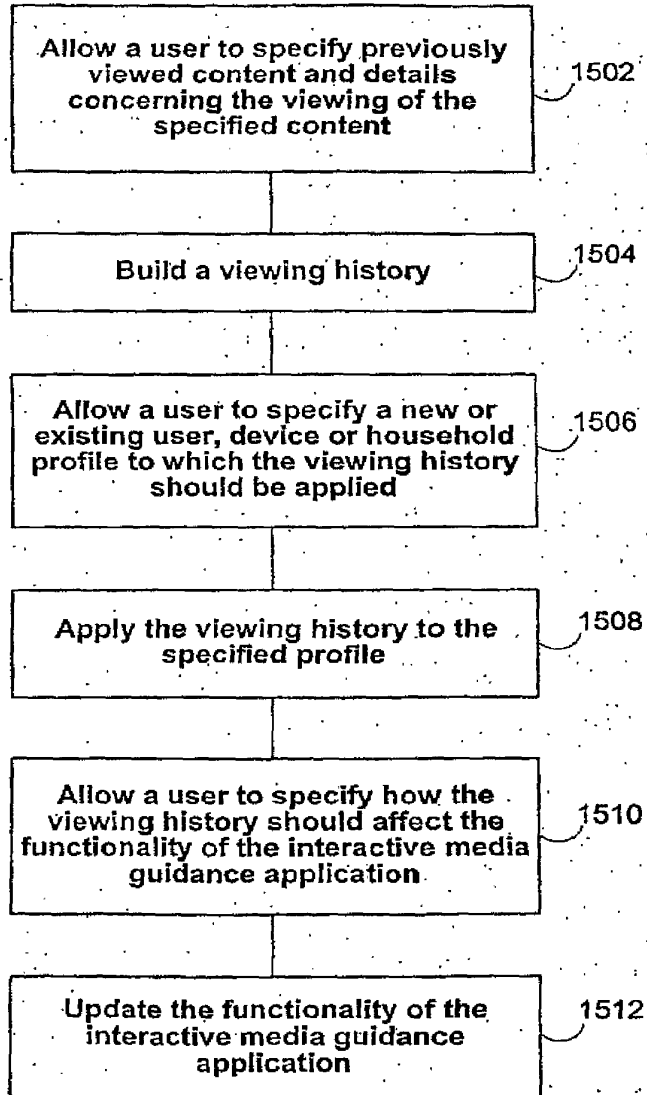 Allow a user to specify previously
viewed content and details
concerning the viewing of the
specified content
1502
Build a viewing history
1504
Allow a user to specify a new or
existing user, device or household
profile to which the viewing history
should be applied
1506
Apply the viewing history to the
specified profile
1508
Allow a user to specify how the
viewing history should affect the
functionality of the interactive media
guidance application
1510
Update the functionality of the
interactive media guidance
application
1512